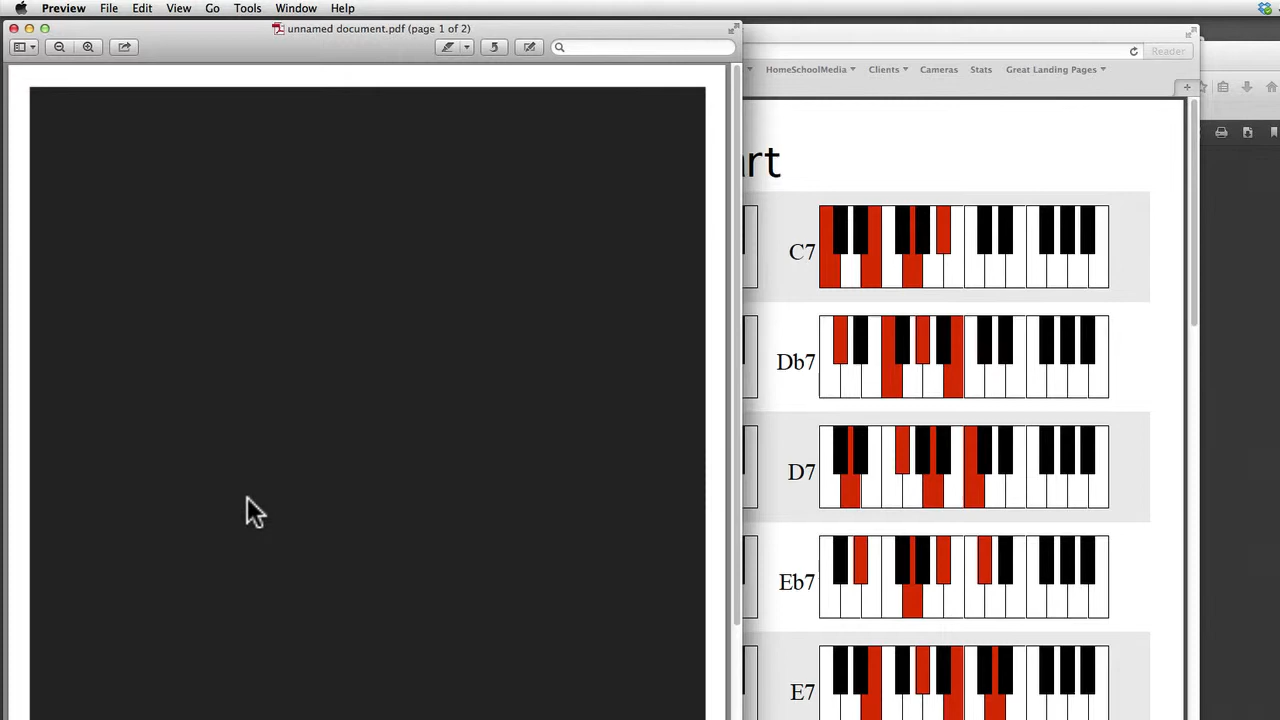 Preview File Edit View Go Tools Window Help
unnamed document.pdf (page 1 of 2)
Reader
HomeSchoolMedia Clients Cameras Stats Great Landing Pages
C7
Db7
D7
Eb7
E7